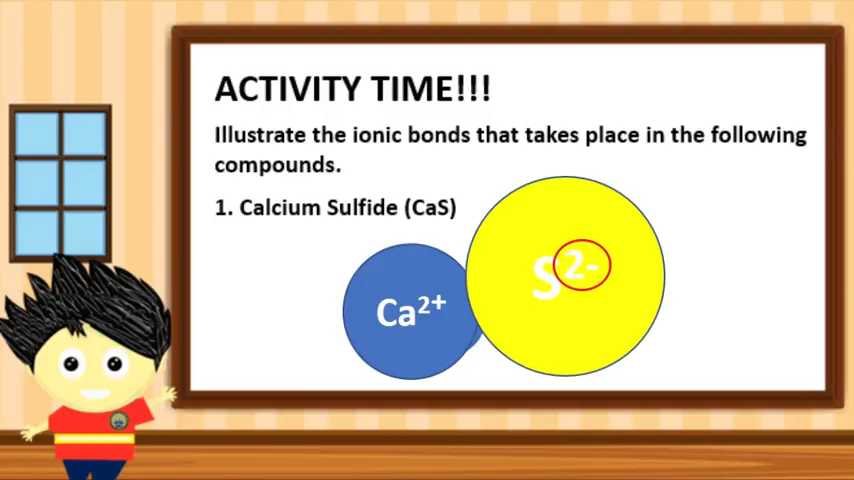 ACTIVITY TIME!!!
Illustrate the ionic bonds that takes place in the following
compounds.
1. Calcium Sulfide (CaS)
Ca²⁺
S²⁻